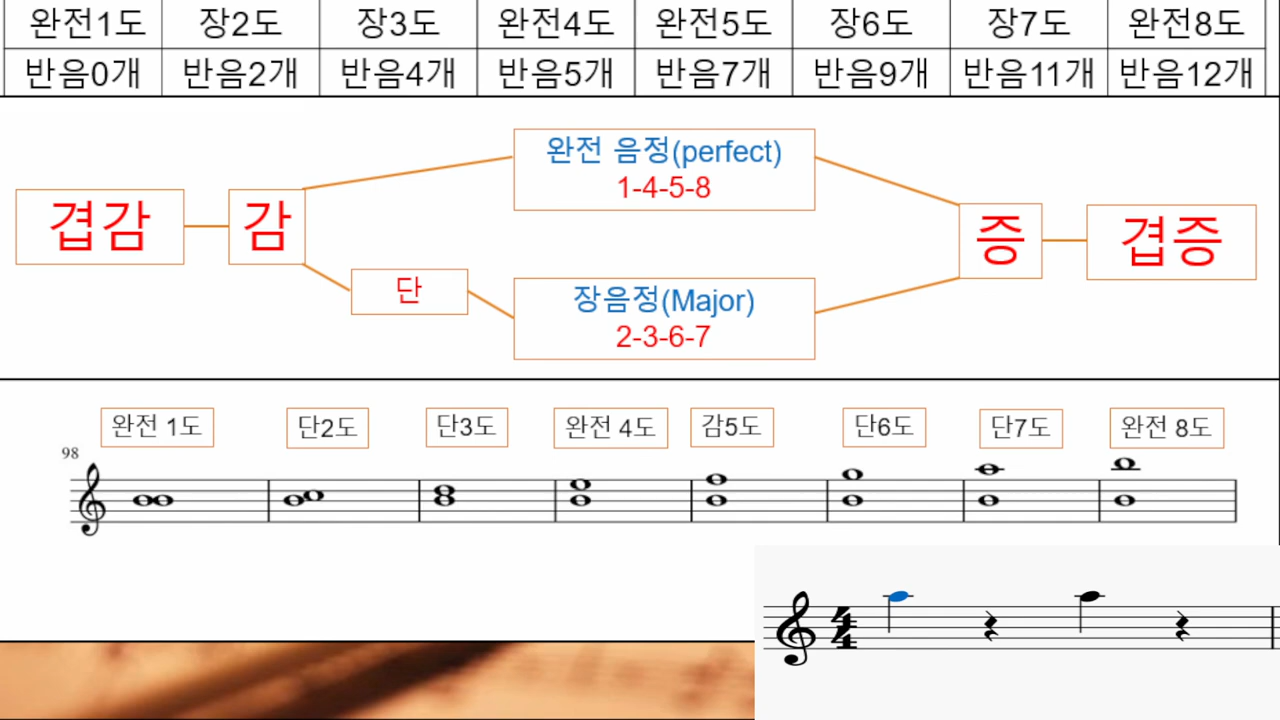 완전1도 장2도 장3도 완전4도 완전5도 장6도 장7도 완전8도
반음0개 반음2개 반음4개 반음5개 반음7개 반음9개 반음11개 반음12개
완전 음정(perfect)
1-4-5-8
겹감 감 증 겹증
단
장음정(Major)
2-3-6-7
완전 1도 단2도 단3도 완전 4도 감5도 단6도 단7도 완전 8도
98
4
4